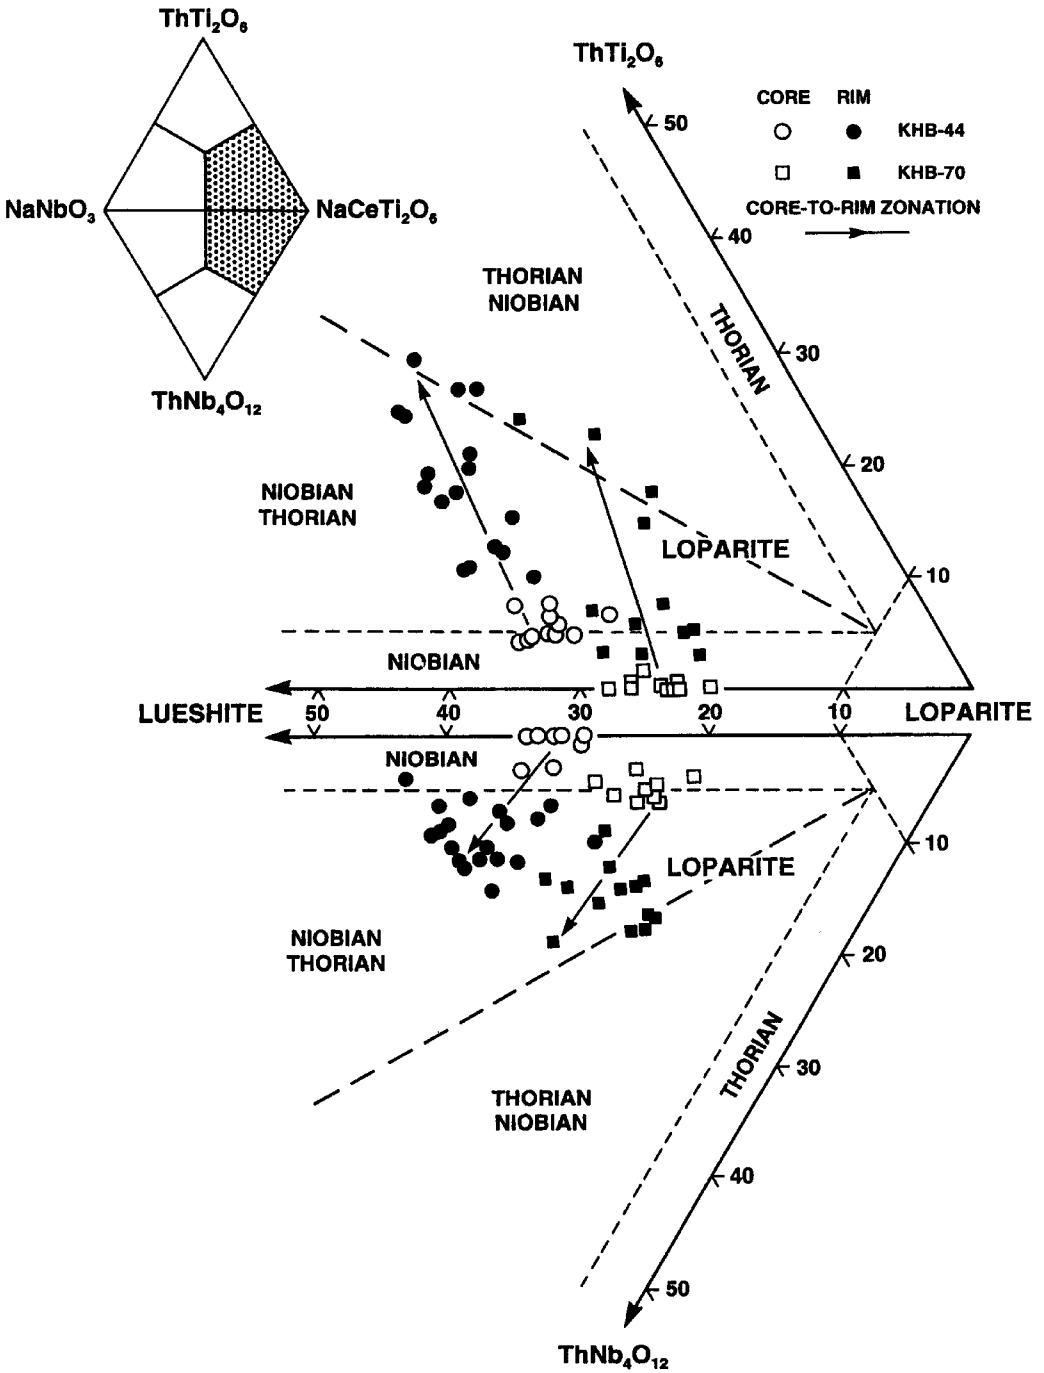 ThTi₂O₆
NaNbO₃
NaCeTi₂O₆
ThNb₄O₁₂
ThTi₂O₆
CORE RIM
KHB-44
KHB-70
CORE-TO-RIM ZONATION
50
40
30
20
10
THORIAN
THORIAN
NIOBIAN
NIOBIAN
THORIAN
LOPARITE
NIOBIAN
LUESHITE 50 40 30 20 10 LOPARITE
NIOBIAN
LOPARITE
NIOBIAN
THORIAN
THORIAN
NIOBIAN
THORIAN
10
20
30
40
50
ThNb₄O₁₂